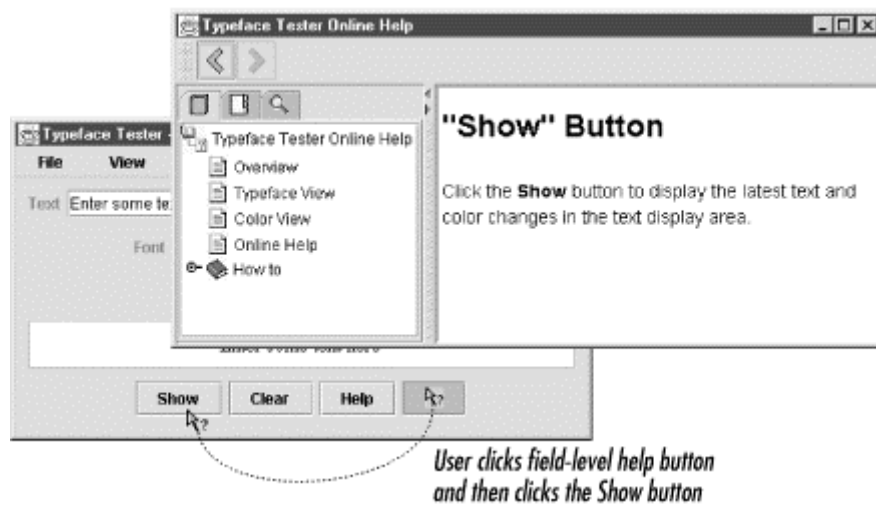 Typeface Tester Online Help
"Show" Button
Click the Show button to display the latest text and
color changes in the text display area.
Typeface Tester Online Help
Overview
Typeface View
Color View
Online Help
How to
Typeface Tester
File View
Text Enter some te
Font
Show Clear Help ?
?
User clicks field-level help button
and then clicks the Show button